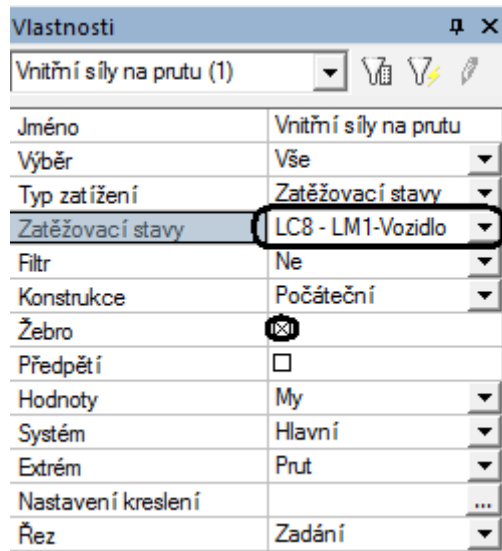 Vlastnosti
Vnitřní síly na prutu (1)
Jméno Vnitřní síly na prutu
Výběr Vše
Typ zatížení Zatěžovací stavy
Zatěžovací stavy LC8 - LM1-Vozidlo
Filtr Ne
Konstrukce Počáteční
Žebro
Předpětí
Hodnoty My
Systém Hlavní
Extrém Prut
Nastavení kreslení ...
Řez Zadání